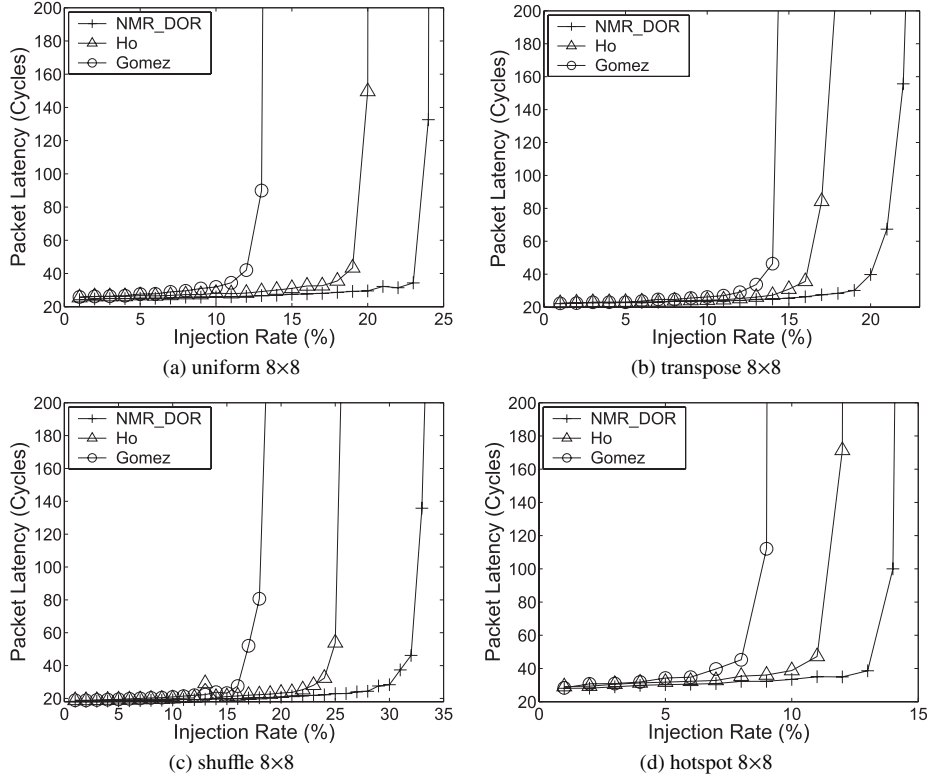 200
180
160
140
120
100
80
60
40
20
Packet Latency (Cycles)
NMR_DOR
Ho
Gomez
0
5
10
15
20
25
Injection Rate (%)
(a) uniform 8×8
200
180
160
140
120
100
80
60
40
20
Packet Latency (Cycles)
NMR_DOR
Ho
Gomez
0
5
10
15
20
Injection Rate (%)
(b) transpose 8×8
200
180
160
140
120
100
80
60
40
20
Packet Latency (Cycles)
NMR_DOR
Ho
Gomez
0
5
10
15
20
25
30
35
Injection Rate (%)
(c) shuffle 8×8
200
180
160
140
120
100
80
60
40
20
Packet Latency (Cycles)
NMR_DOR
Ho
Gomez
0
5
10
15
Injection Rate (%)
(d) hotspot 8×8